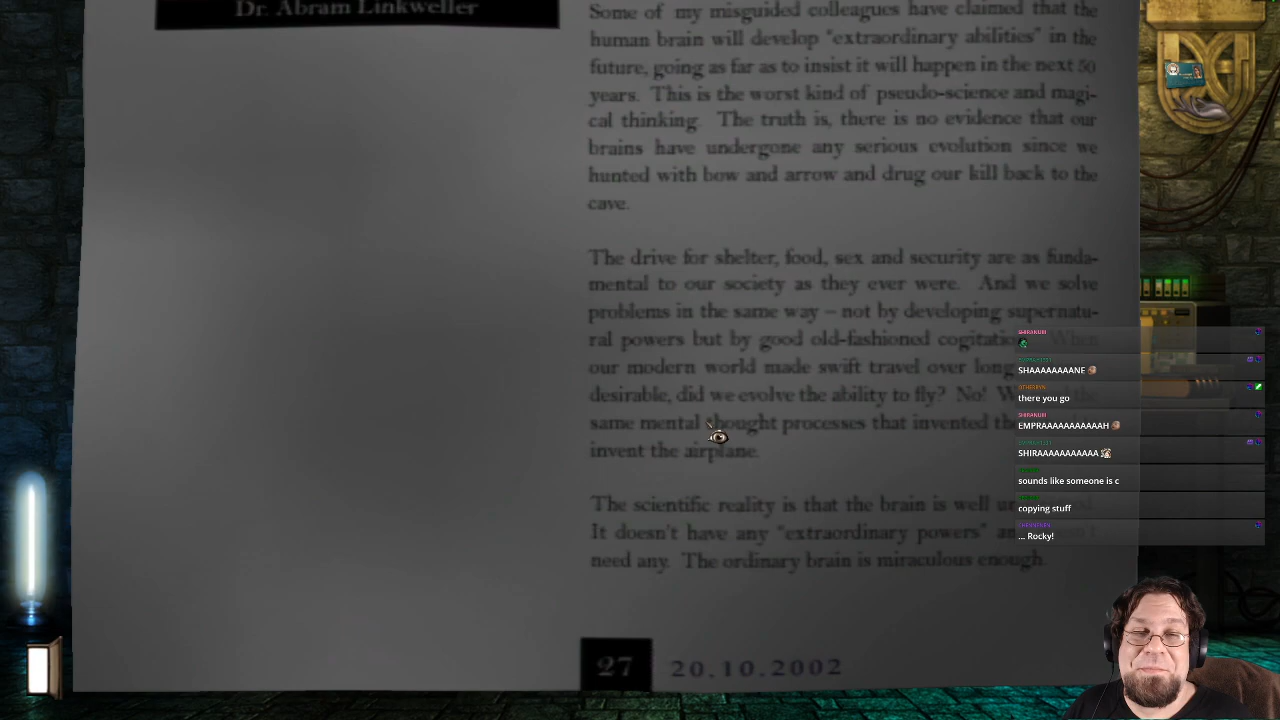 Dr. Abram Linkweller
Some of my misguided colleagues have claimed that the
human brain will develop "extraordinary abilities" in the
future, going as far as to insist it will happen in the next 50
years. This is the worst kind of pseudo-science and magi-
cal thinking. The truth is, there is no evidence that our
brains have undergone any serious evolution since we
hunted with bow and arrow and drug our kill back to the
cave.
The drive for shelter, food, sex and security are as funda-
mental to our society as they ever were. And we solve
problems in the same way – not by developing supernatu-
ral powers but by good old-fashioned When
our modern world made swift travel over long
desirable, did we evolve the ability to fly? No!
same mental thought processes that invented
invent the airplane.
The scientific reality is that the brain is well
It doesn't have any "extraordinary powers"
need any. The ordinary brain is miraculous enough.
27
20.10.2002
SHIRAKUMI
SHAAAAAAAANE
there you go
SHIRAKUMI
EMPRAAAAAAAAAAAH
SHIRAAAAAAAAAAA
sounds like someone is c
copying stuff
... Rocky!